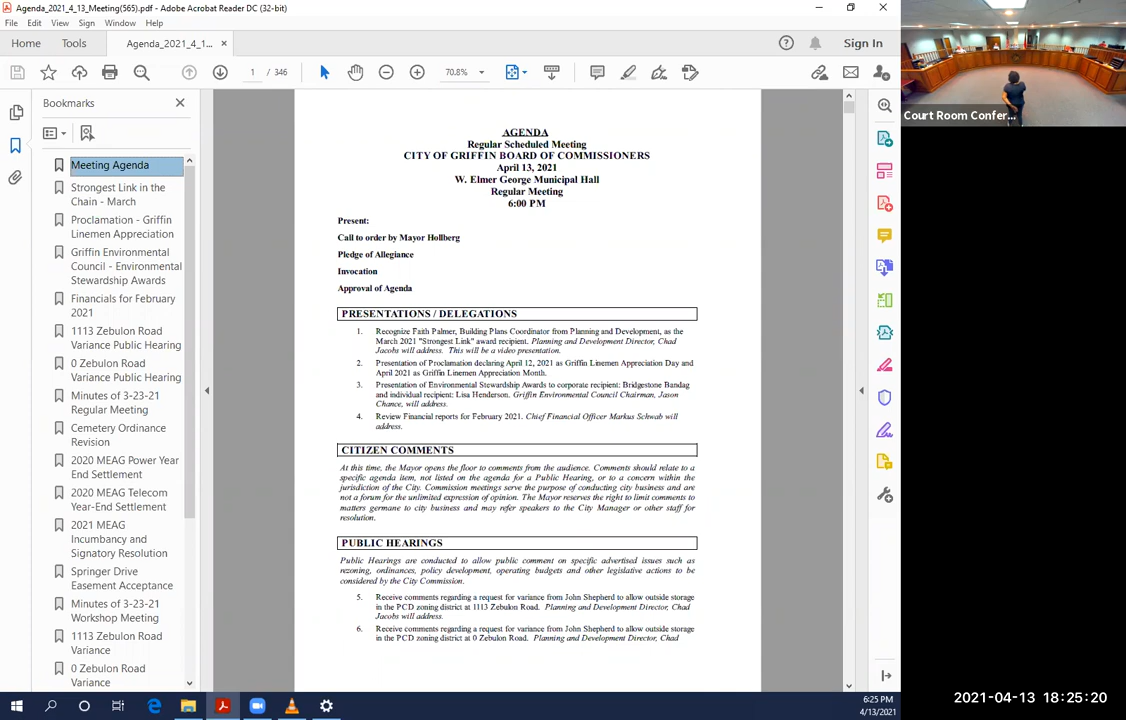 Agenda_2021_4_13_Meeting(565).pdf - Adobe Acrobat Reader DC (32-bit)
File Edit View Sign Window Help
Home Tools Agenda_2021_4_1... × Sign In
1 / 346 70.8%
Bookmarks
Meeting Agenda
Strongest Link in the
Chain - March
Proclamation - Griffin
Linemen Appreciation
Griffin Environmental
Council - Environmental
Stewardship Awards
Financials for February
2021
1113 Zebulon Road
Variance Public Hearing
0 Zebulon Road
Variance Public Hearing
Minutes of 3-23-21
Regular Meeting
Cemetery Ordinance
Revision
2020 MEAG Power Year
End Settlement
2020 MEAG Telecom
Year-End Settlement
2021 MEAG
Incumbancy and
Signatory Resolution
Springer Drive
Easement Acceptance
Minutes of 3-23-21
Workshop Meeting
1113 Zebulon Road
Variance
0 Zebulon Road
Variance
AGENDA
Regular Scheduled Meeting
CITY OF GRIFFIN BOARD OF COMMISSIONERS
April 13, 2021
W. Elmer George Municipal Hall
Regular Meeting
6:00 PM
Present:
Call to order by Mayor Hollberg
Pledge of Allegiance
Invocation
Approval of Agenda
PRESENTATIONS / DELEGATIONS
1. Recognize Faith Palmer, Building Plans Coordinator from Planning and Development, as the
March 2021 "Strongest Link" award recipient. Planning and Development Director, Chad
Jacobs will address. This will be a video presentation.
2. Presentation of Proclamation declaring April 12, 2021 as Griffin Linemen Appreciation Day and
April 2021 as Griffin Linemen Appreciation Month.
3. Presentation of Environmental Stewardship Awards to corporate recipient: Bridgestone Bandag
and individual recipient: Lisa Henderson. Griffin Environmental Council Chairman, Jason
Chance, will address.
4. Review Financial reports for February 2021. Chief Financial Officer Markus Schwab will
address.
CITIZEN COMMENTS
At this time, the Mayor opens the floor to comments from the audience. Comments should relate to a
specific agenda item, not listed on the agenda for a Public Hearing, or to a concern within the
jurisdiction of the City. Commission meetings serve the purpose of conducting city business and are
not a forum for the unlimited expression of opinion. The Mayor reserves the right to limit comments to
matters germane to city business and may refer speakers to the City Manager or other staff for
resolution.
PUBLIC HEARINGS
Public Hearings are conducted to allow public comment on specific advertised issues such as
rezoning, ordinances, policy development, operating budgets and other legislative actions to be
considered by the City Commission.
5. Receive comments regarding a request for variance from John Shepherd to allow outside storage
in the PCD zoning district at 1113 Zebulon Road. Planning and Development Director, Chad
Jacobs will address.
6. Receive comments regarding a request for variance from John Shepherd to allow outside storage
in the PCD zoning district at 0 Zebulon Road. Planning and Development Director, Chad
Court Room Confer...
6:25 PM
4/13/2021
2021-04-13 18:25:20